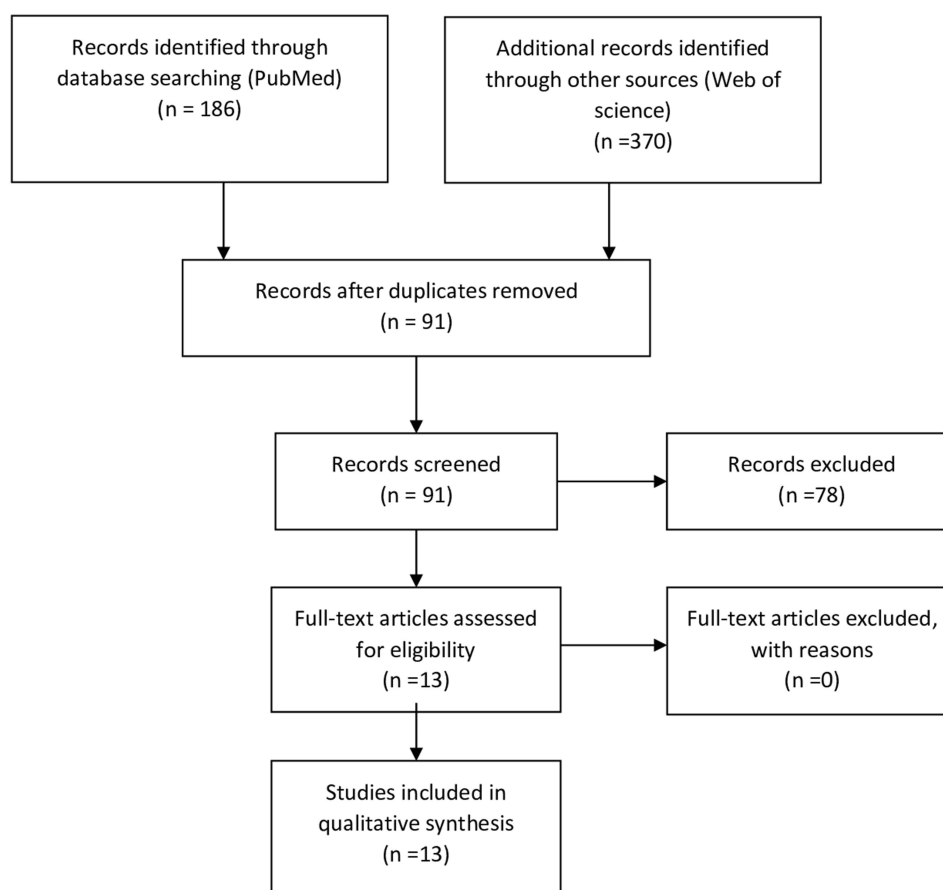 Records identified through
database searching (PubMed)
(n = 186)
Additional records identified
through other sources (Web of
science)
(n =370)
Records after duplicates removed
(n = 91)
Records screened
(n = 91)
Records excluded
(n =78)
Full-text articles assessed
for eligibility
(n =13)
Full-text articles excluded,
with reasons
(n =0)
Studies included in
qualitative synthesis
(n =13)